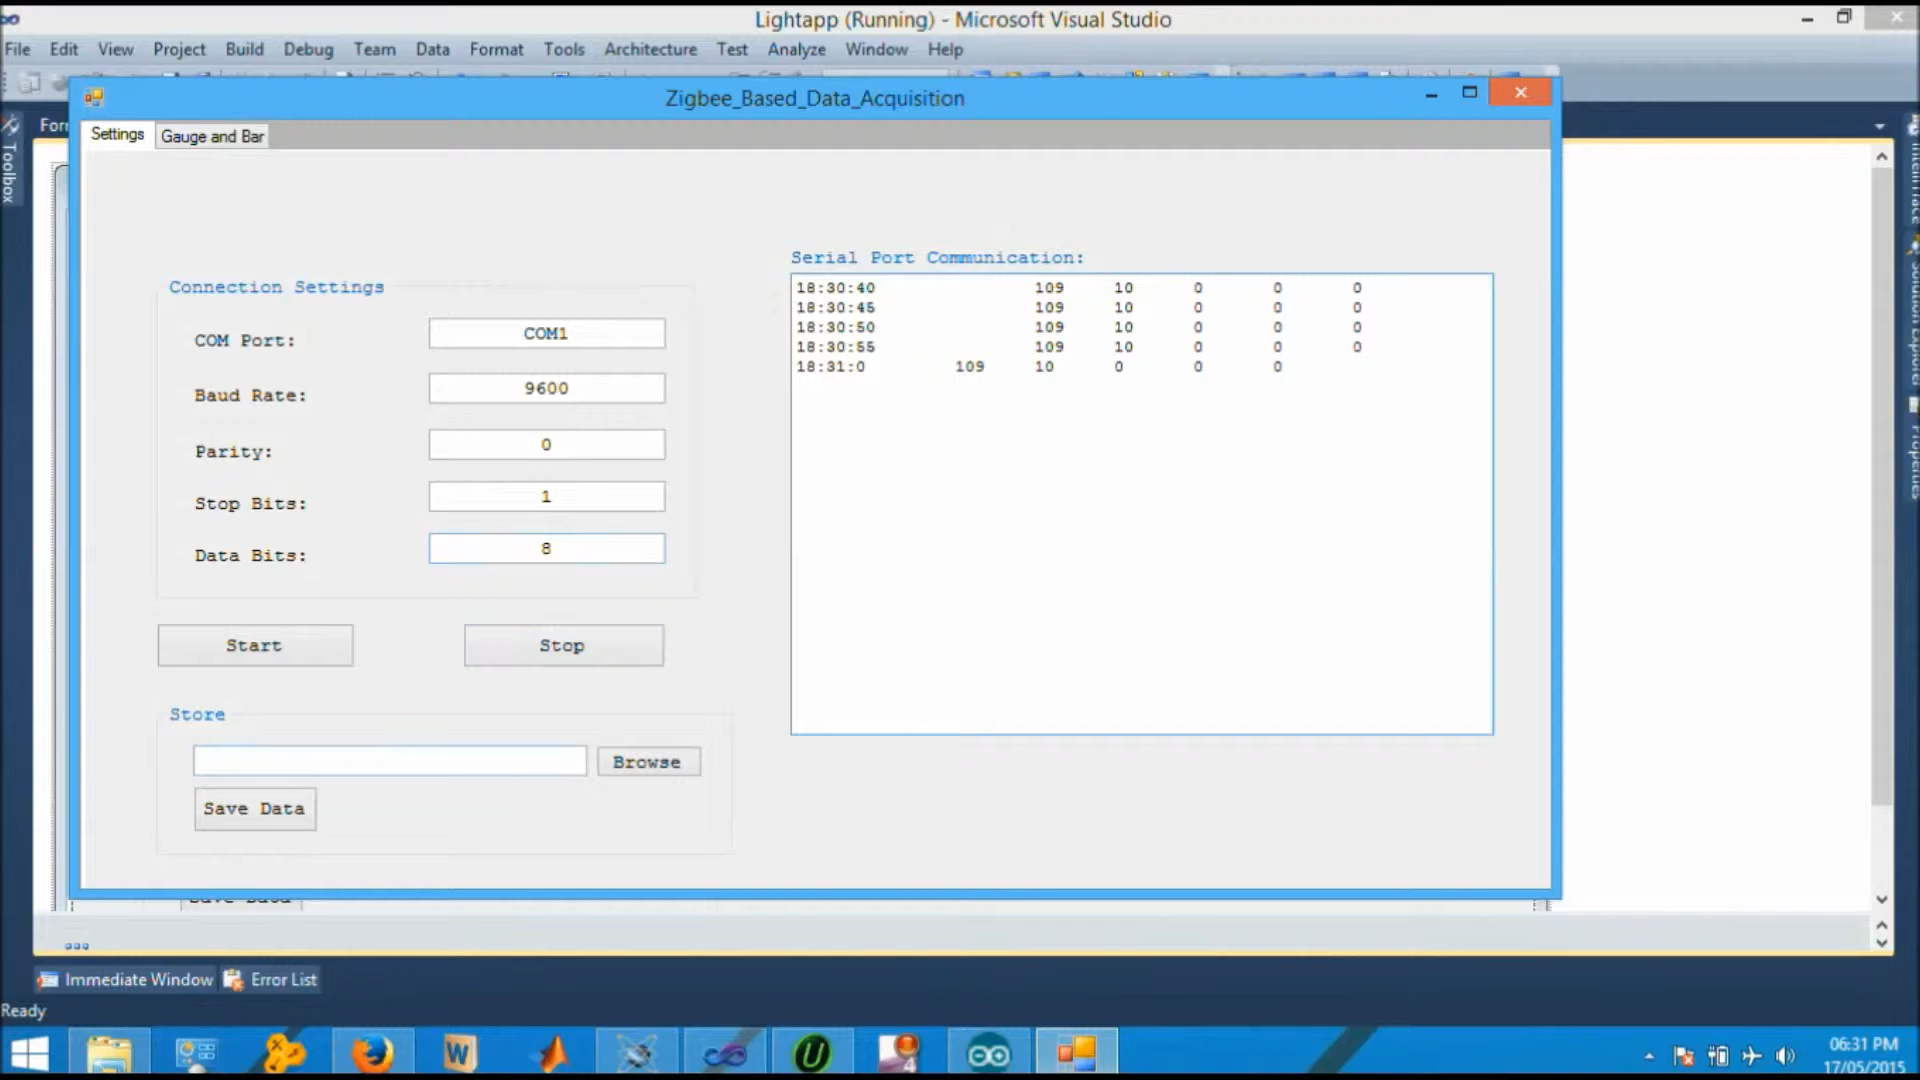 Lightapp (Running) - Microsoft Visual Studio
File Edit View Project Build Debug Team Data Format Tools Architecture Test Analyze Window Help
Zigbee_Based_Data_Acquisition
Settings Gauge and Bar
Toolbox
Serial Port Communication:
18:30:40 109 10 0 0 0
18:30:45 109 10 0 0 0
18:30:50 109 10 0 0 0
18:30:55 109 10 0 0 0
18:31:0 109 10 0 0 0
Connection Settings
COM Port: COM1
Baud Rate: 9600
Parity: 0
Stop Bits: 1
Data Bits: 8
Start Stop
Store
Browse
Save Data
IntelliTrace
Solution Explorer
Properties
Immediate Window Error List
Ready
06:31 PM
17/05/2015